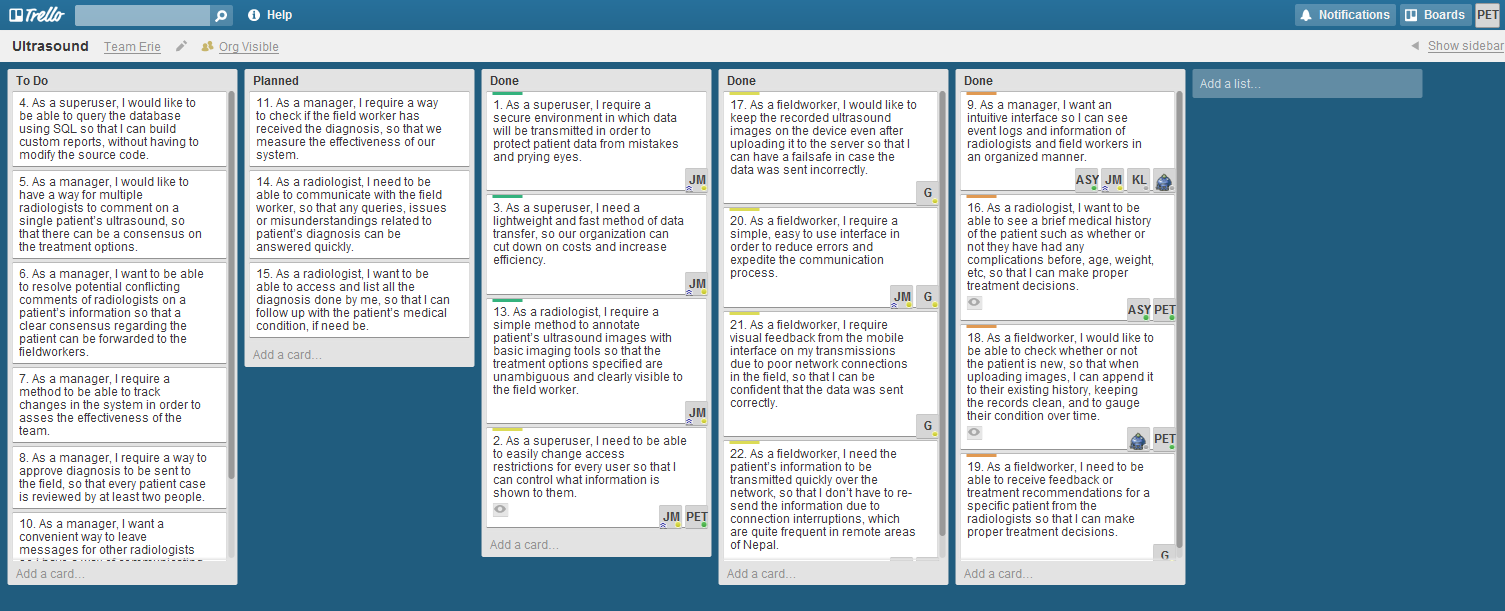 Trello
Help
Notifications
Boards
PET
Ultrasound
Team Erie
Org Visible
Show sidebar
To Do
4. As a superuser, I would like to
be able to query the database
using SQL so that I can build
custom reports, without having to
modify the source code.
5. As a manager, I would like to
have a way for multiple
radiologists to comment on a
single patient's ultrasound, so
that there can be a consensus on
the treatment options.
6. As a manager, I want to be able
to resolve potential conflicting
comments of radiologists on a
patient's information so that a
clear consensus regarding the
patient can be forwarded to the
fieldworkers.
7. As a manager, I require a
method to be able to track
changes in the system in order to
asses the effectiveness of the
team.
8. As a manager, I require a way to
approve diagnosis to be sent to
the field, so that every patient case
is reviewed by at least two people.
10. As a manager, I want a
convenient way to leave
messages for other radiologists
so I have a way of communicating
Add a card...
Planned
11. As a manager, I require a way
to check if the field worker has
received the diagnosis, so that we
measure the effectiveness of our
system.
14. As a radiologist, I need to be
able to communicate with the field
worker, so that any queries, issues
or misunderstandings related to
patient's diagnosis can be
answered quickly.
15. As a radiologist, I want to be
able to access and list all the
diagnosis done by me, so that I can
follow up with the patient's medical
condition, if need be.
Add a card...
Done
1. As a superuser, I require a
secure environment in which data
will be transmitted in order to
protect patient data from mistakes
and prying eyes.
JM
3. As a superuser, I need a
lightweight and fast method of data
transfer, so our organization can
cut down on costs and increase
efficiency.
JM
13. As a radiologist, I require a
simple method to annotate
patient's ultrasound images with
basic imaging tools so that the
treatment options specified are
unambiguous and clearly visible to
the field worker.
JM
2. As a superuser, I need to be able
to easily change access
restrictions for every user so that I
can control what information is
shown to them.
JM PET
Add a card...
Done
17. As a fieldworker, I would like to
keep the recorded ultrasound
images on the device even after
uploading it to the server so that I
can have a failsafe in case the
data was sent incorrectly.
G
20. As a fieldworker, I require a
simple, easy to use interface in
order to reduce errors and
expedite the communication
process.
JM G
21. As a fieldworker, I require
visual feedback from the mobile
interface on my transmissions
due to poor network connections
in the field, so that I can be
confident that the data was sent
correctly.
G
22. As a fieldworker, I need the
patient's information to be
transmitted quickly over the
network, so that I don't have to re-
send the information due to
connection interruptions, which
are quite frequent in remote areas
of Nepal.
Add a card...
Done
9. As a manager, I want an
intuitive interface so I can see
event logs and information of
radiologists and field workers in
an organized manner.
ASY JM KL
16. As a radiologist, I want to be
able to see a brief medical history
of the patient such as whether or
not they have had any
complications before, age, weight,
etc, so that I can make proper
treatment decisions.
ASY PET
18. As a fieldworker, I would like to
be able to check whether or not
the patient is new, so that when
uploading images, I can append it
to their existing history, keeping
the records clean, and to gauge
their condition over time.
PET
19. As a fieldworker, I need to be
able to receive feedback or
treatment recommendations for a
specific patient from the
radiologists so that I can make
proper treatment decisions.
G
Add a card...
Add a list...